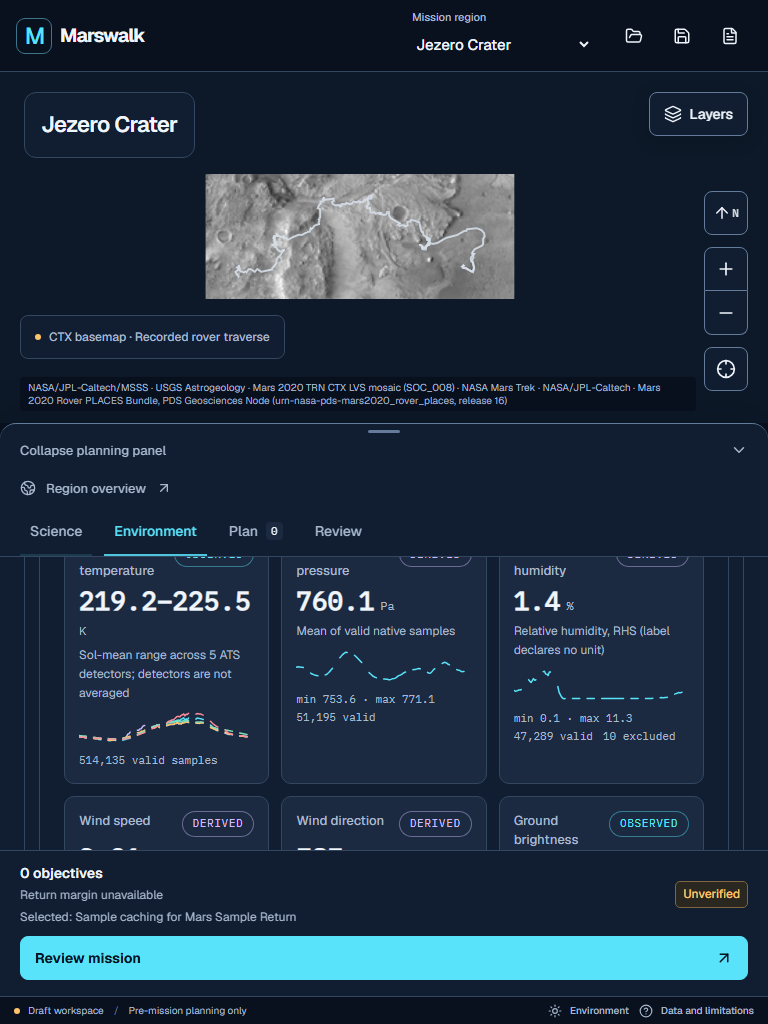 M Marswalk
Mission region
Jezero Crater
Jezero Crater
Layers
N
CTX basemap · Recorded rover traverse
NASA/JPL-Caltech/MSSS · USGS Astrogeology · Mars 2020 TRN CTX LVS mosaic (SOC_008) · NASA Mars Trek · NASA/JPL-Caltech · Mars
2020 Rover PLACES Bundle, PDS Geosciences Node (urn-nasa-pds-mars2020_rover_places, release 16)
Collapse planning panel
Region overview
Science Environment Plan 0 Review
temperature
219.2–225.5
K
Sol-mean range across 5 ATS
detectors; detectors are not
averaged
514,135 valid samples
pressure
760.1 Pa
Mean of valid native samples
min 753.6 · max 771.1
51,195 valid
humidity
1.4 %
Relative humidity, RHS (label
declares no unit)
min 0.1 · max 11.3
47,289 valid 10 excluded
Wind speed DERIVED
Wind direction DERIVED
Ground
brightness
OBSERVED
0 objectives
Return margin unavailable
Selected: Sample caching for Mars Sample Return
Unverified
Review mission
Draft workspace / Pre-mission planning only
Environment Data and limitations